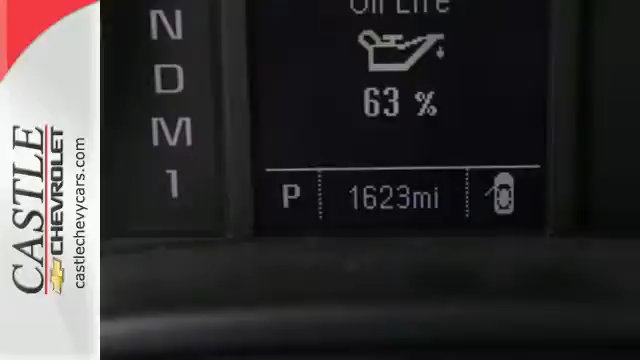 CASTLE
CHEVROLET
castlechevycars.com
N
D
M
1
Oil Life
63 %
P 1623mi